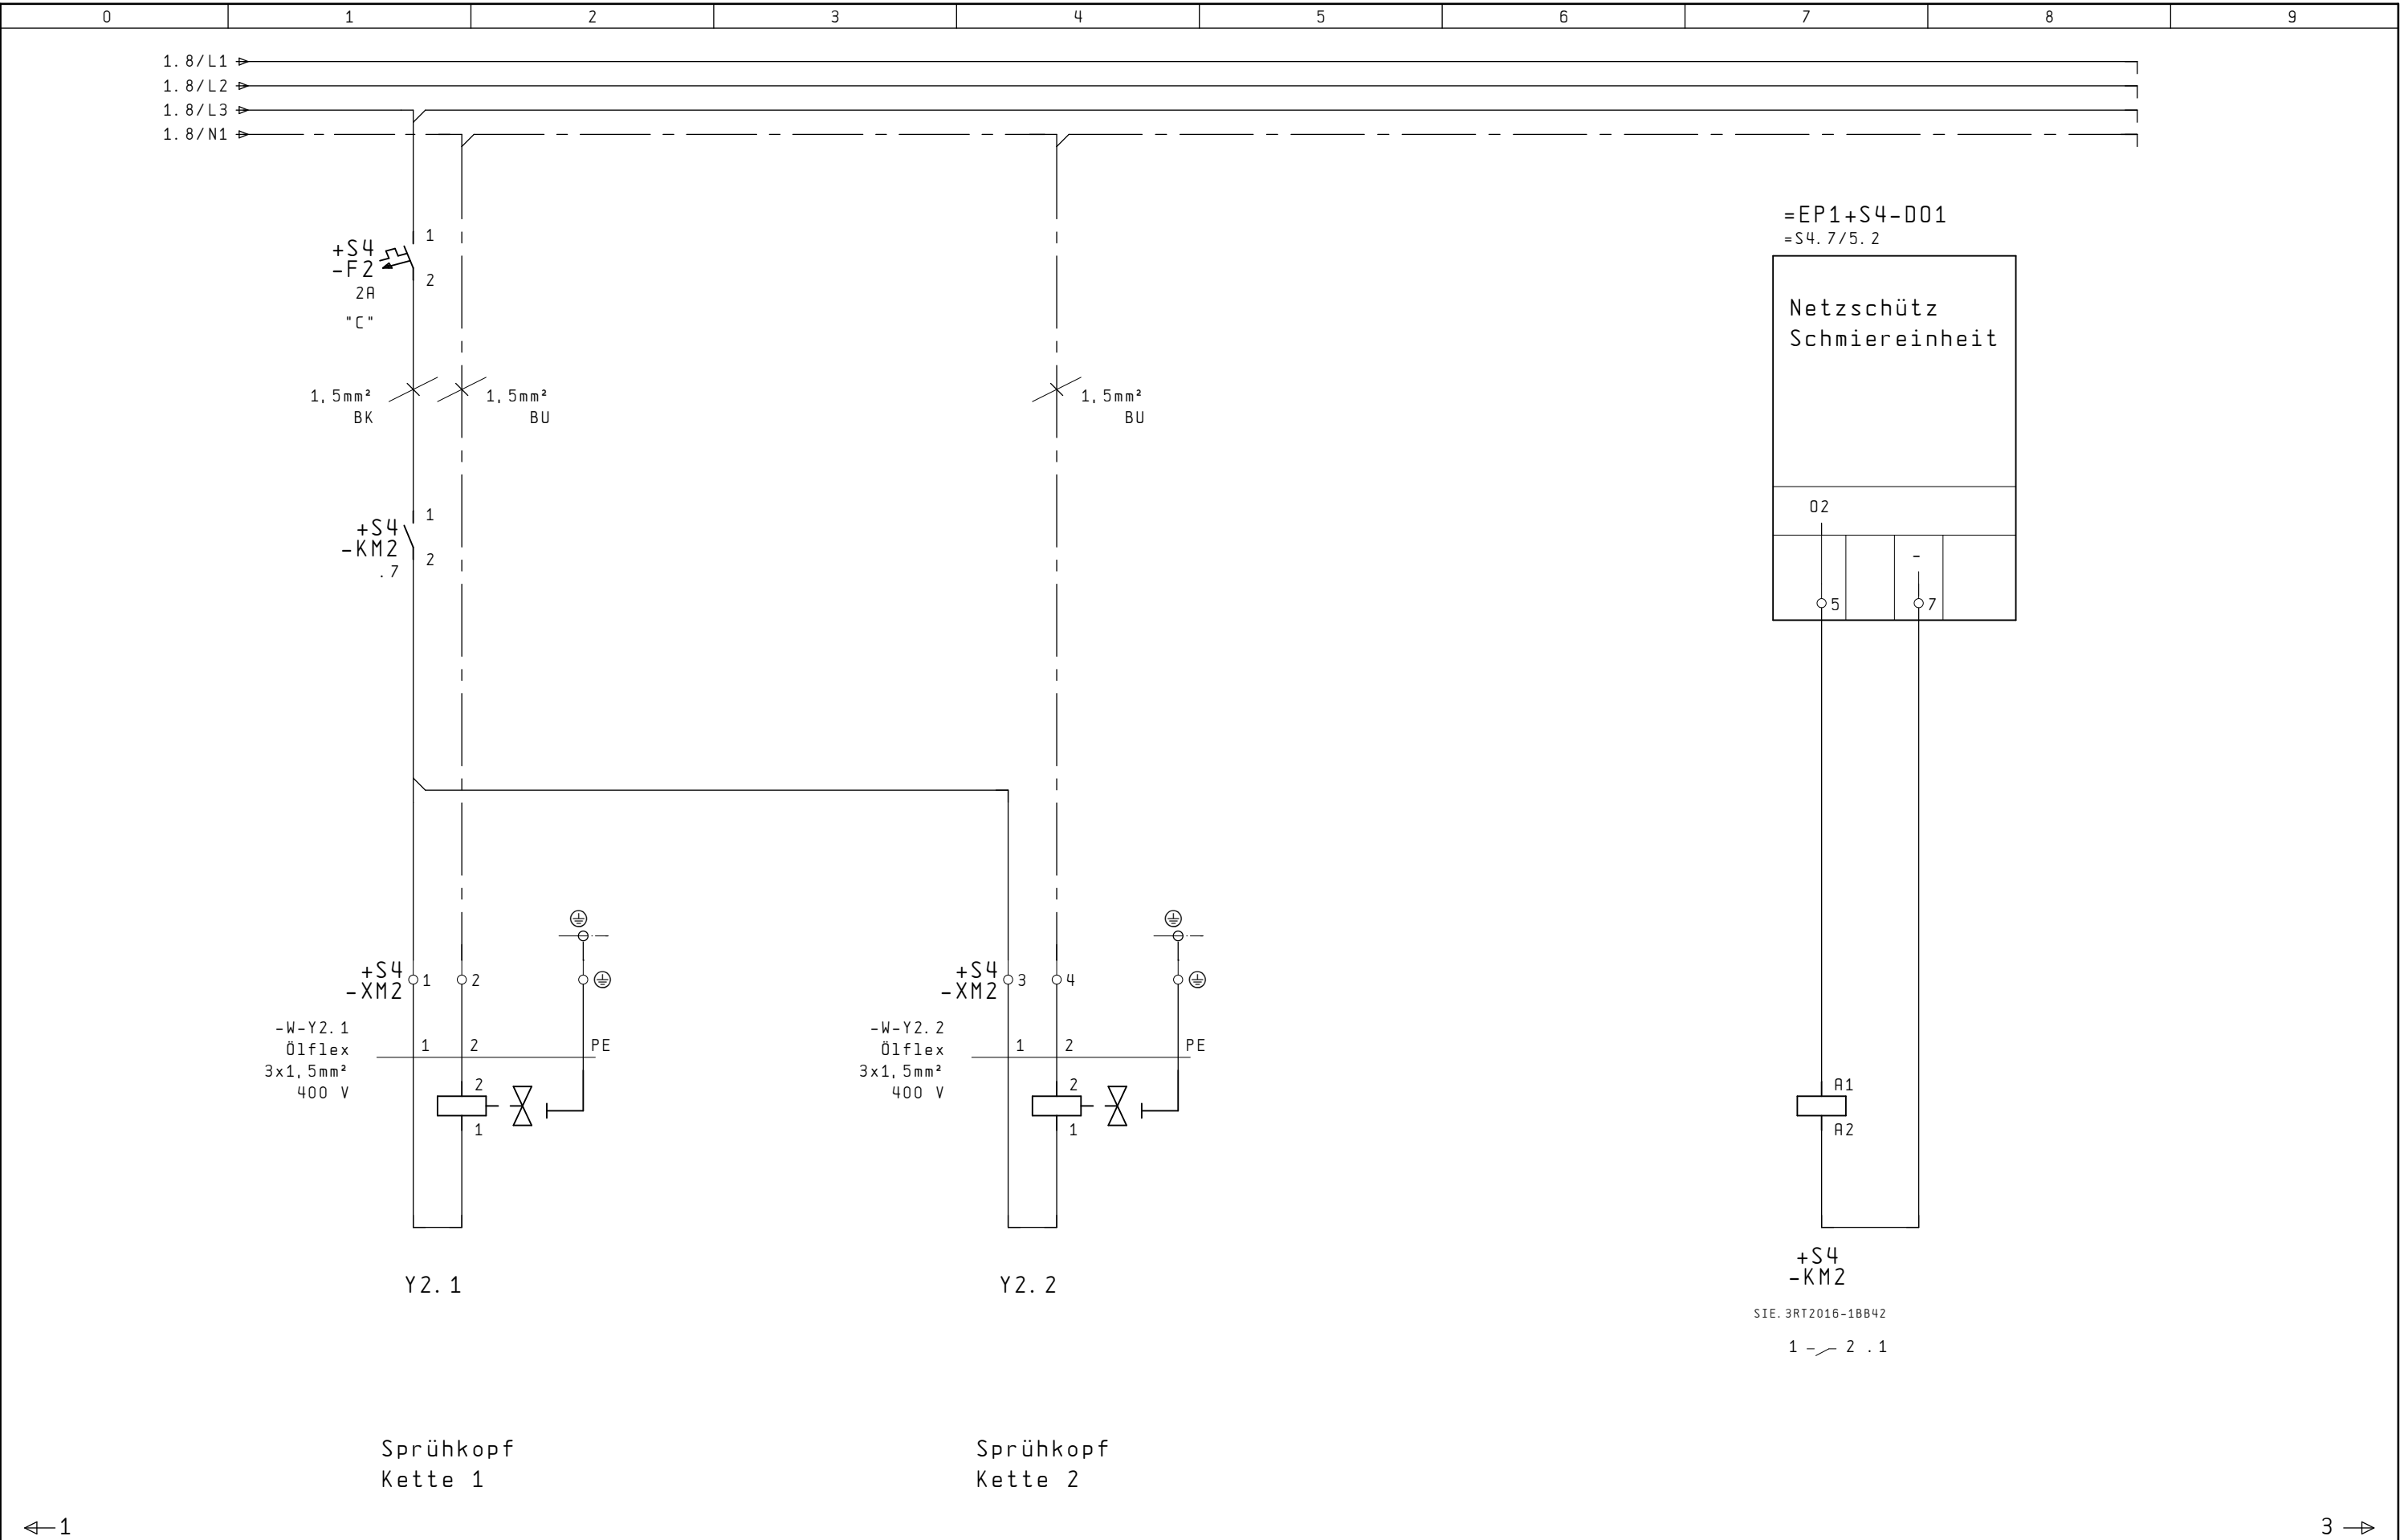 0 1 2 3 4 5 6 7 8 9
1.8/L1
1.8/L2
1.8/L3
1.8/N1
=EP1+S4-DO1
=S4.7/5.2
Netzschütz
Schmiereinheit
O2
-
5 7
+S4
-F2
2A
"C"
1
2
1,5mm²
BK
1,5mm²
BU
1,5mm²
BU
+S4
-KM2
.7
1
2
+S4
-XM2
1 2
-W-Y2.1
Ölflex
3x1,5mm²
400 V
1 2 PE
2
1
Y2.1
Sprühkopf
Kette 1
+S4
-XM2
3 4
-W-Y2.2
Ölflex
3x1,5mm²
400 V
1 2 PE
2
1
Y2.2
Sprühkopf
Kette 2
A1
A2
+S4
-KM2
SIE.3RT2016-1BB42
1 2 .1
1
3